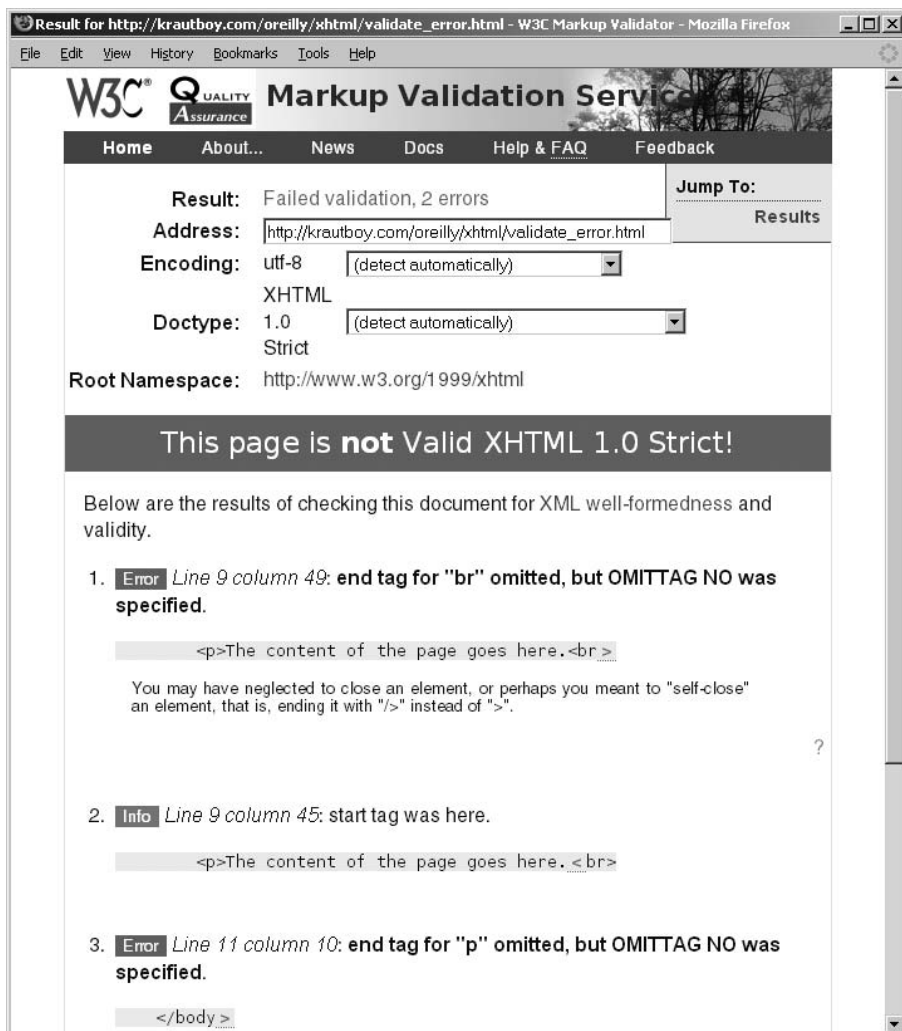 Result for http://krautboy.com/oreilly/xhtml/validate_error.html - W3C Markup Validator - Mozilla Firefox
File Edit View History Bookmarks Tools Help
W3C® QUALITY Assurance Markup Validation Service
Home About... News Docs Help & FAQ Feedback
Jump To:
Results
Result: Failed validation, 2 errors
Address: http://krautboy.com/oreilly/xhtml/validate_error.html
Encoding: utf-8 (detect automatically)
XHTML
Doctype: 1.0 (detect automatically)
Strict
Root Namespace: http://www.w3.org/1999/xhtml
This page is not Valid XHTML 1.0 Strict!
Below are the results of checking this document for XML well-formedness and
validity.
1. Error Line 9 column 49: end tag for "br" omitted, but OMITTAG NO was
specified.
<p>The content of the page goes here.<br>
You may have neglected to close an element, or perhaps you meant to "self-close"
an element, that is, ending it with "/>" instead of ">".
?
2. Info Line 9 column 45: start tag was here.
<p>The content of the page goes here.<br>
3. Error Line 11 column 10: end tag for "p" omitted, but OMITTAG NO was
specified.
</body>